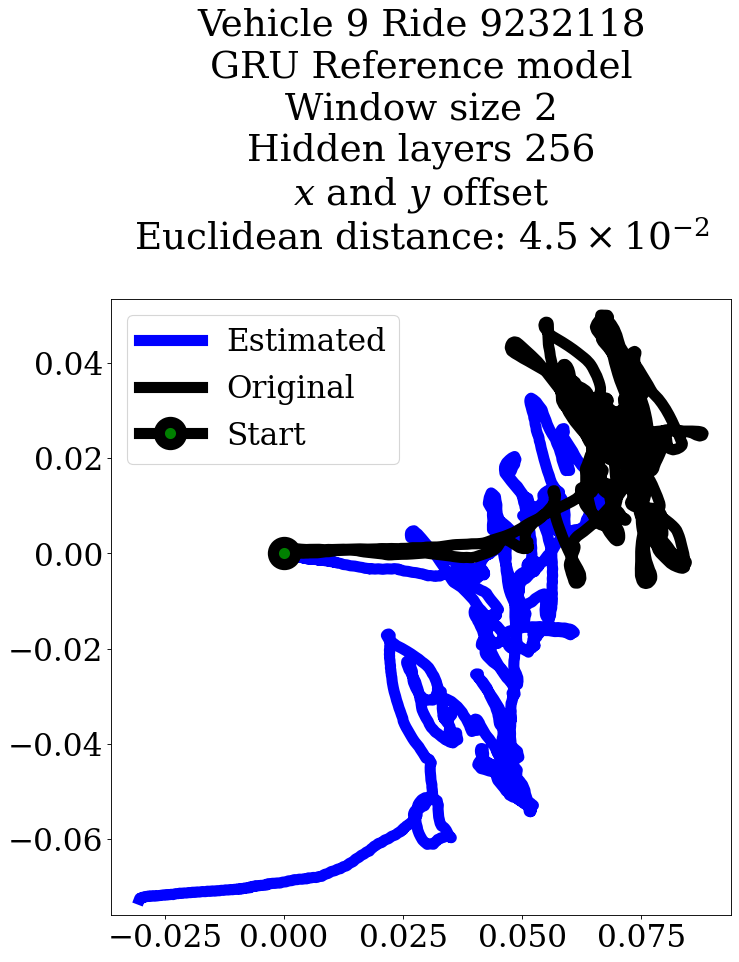 Vehicle 9 Ride 9232118
GRU Reference model
Window size 2
Hidden layers 256
x and y offset
Euclidean distance: 4.5 × 10⁻²
Estimated
Original
Start
0.04
0.02
0.00
−0.02
−0.04
−0.06
−0.025 0.000 0.025 0.050 0.075